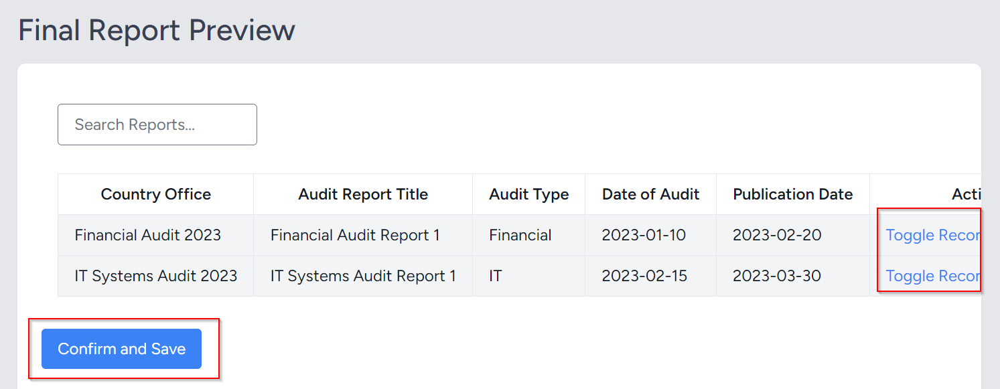 Final Report Preview
Search Reports...
Country Office Audit Report Title Audit Type Date of Audit Publication Date Acti
Financial Audit 2023 Financial Audit Report 1 Financial 2023-01-10 2023-02-20 Toggle Recor
IT Systems Audit 2023 IT Systems Audit Report 1 IT 2023-02-15 2023-03-30 Toggle Recor
Confirm and Save